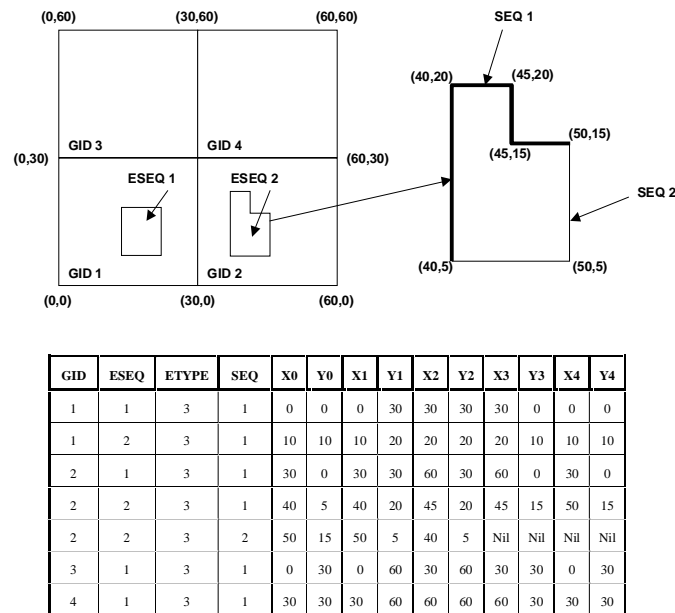 (0,60) (30,60) (60,60) SEQ 1
(40,20) (45,20)
(50,15)
GID 3 GID 4 (45,15)
(0,30) (60,30)
ESEQ 1 ESEQ 2
SEQ 2
GID 1 GID 2 (40,5) (50,5)
(0,0) (30,0) (60,0)
GID ESEQ ETYPE SEQ X0 Y0 X1 Y1 X2 Y2 X3 Y3 X4 Y4
1 1 3 1 0 0 0 30 30 30 30 0 0 0
1 2 3 1 10 10 10 20 20 20 20 10 10 10
2 1 3 1 30 0 30 30 60 30 60 0 30 0
2 2 3 1 40 5 40 20 45 20 45 15 50 15
2 2 3 2 50 15 50 5 40 5 Nil Nil Nil Nil
3 1 3 1 0 30 0 60 30 60 30 30 0 30
4 1 3 1 30 30 30 60 60 60 60 30 30 30